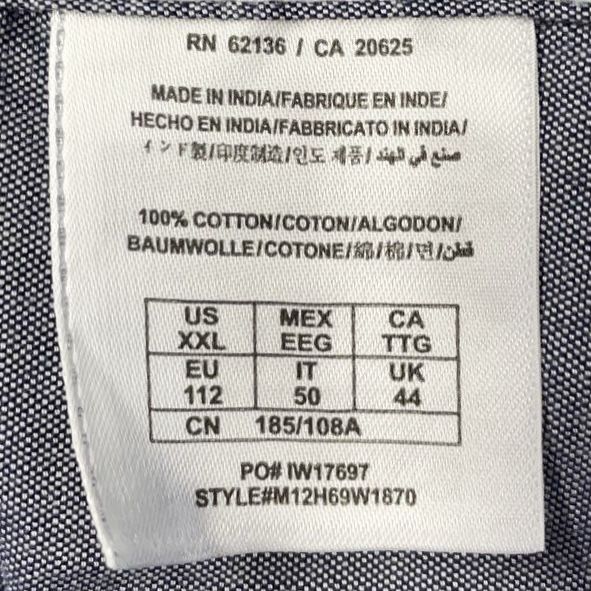 RN 62136 / CA 20625
MADE IN INDIA/FABRIQUE EN INDE/
HECHO EN INDIA/FABBRICATO IN INDIA/
インド製/印度制造/인도 제품/صنع في الهند
100% COTTON/COTON/ALGODON/
BAUMWOLLE/COTONE/綿/棉/면/قطن
US MEX CA
XXL EEG TTG
EU IT UK
112 50 44
CN 185/108A
PO# IW17697
STYLE#M12H69W1870